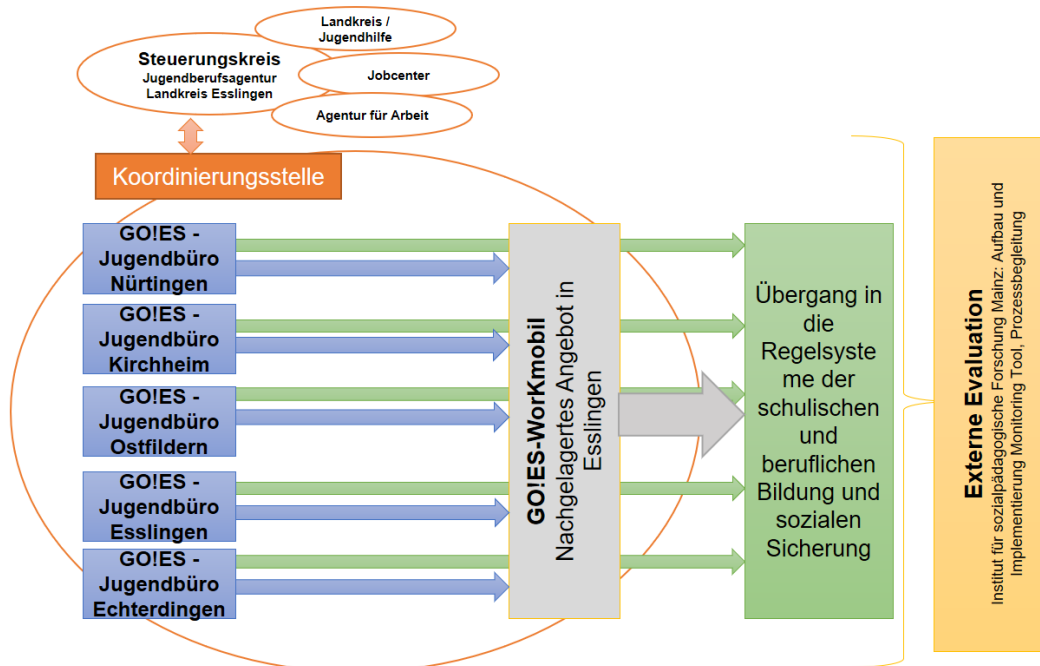 Landkreis /
Jugendhilfe
Steuerungskreis
Jugendberufsagentur
Landkreis Esslingen
Jobcenter
Agentur für Arbeit
Koordinierungsstelle
GO!ES -
Jugendbüro
Nürtingen
GO!ES -
Jugendbüro
Kirchheim
GO!ES -
Jugendbüro
Ostfildern
GO!ES -
Jugendbüro
Esslingen
GO!ES -
Jugendbüro
Echterdingen
GO!ES-WorKmobil
Nachgelagertes Angebot in
Esslingen
Übergang in
die
Regelsyste
me der
schulischen
und
beruflichen
Bildung und
sozialen
Sicherung
Externe Evaluation
Institut für sozialpädagogische Forschung Mainz: Aufbau und
Implementierung Monitoring Tool, Prozessbegleitung